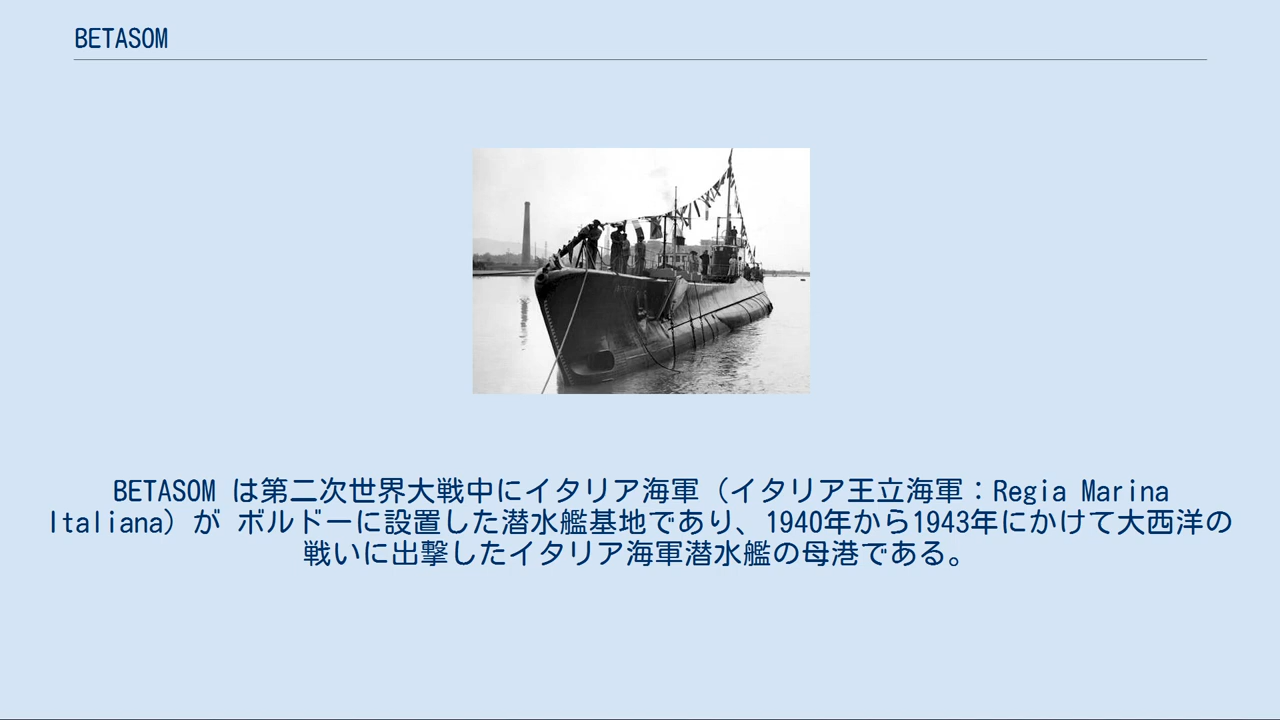 BETASOM
BETASOM は第二次世界大戦中にイタリア海軍（イタリア王立海軍：Regia Marina
Italiana）が ボルドーに設置した潜水艦基地であり、1940年から1943年にかけて大西洋の
戦いに出撃したイタリア海軍潜水艦の母港である。